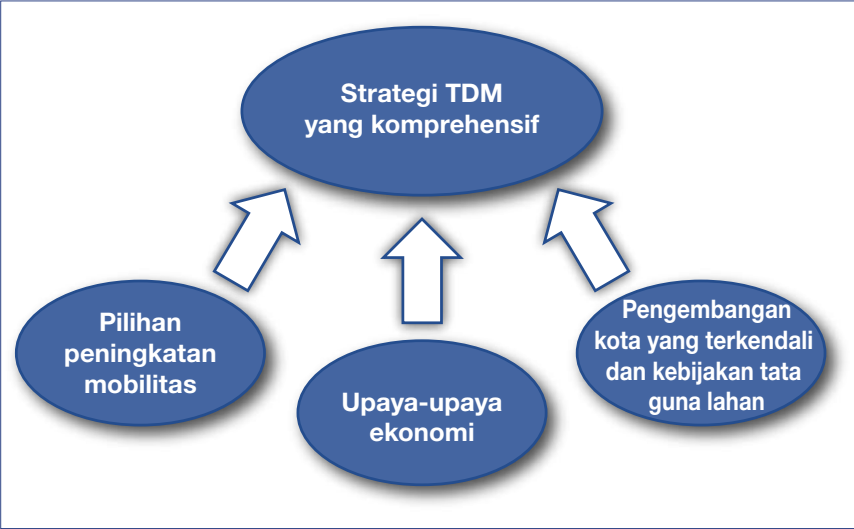 Strategi TDM
yang komprehensif
Pilihan
peningkatan
mobilitas
Upaya-upaya
ekonomi
Pengembangan
kota yang terkendali
dan kebijakan tata
guna lahan